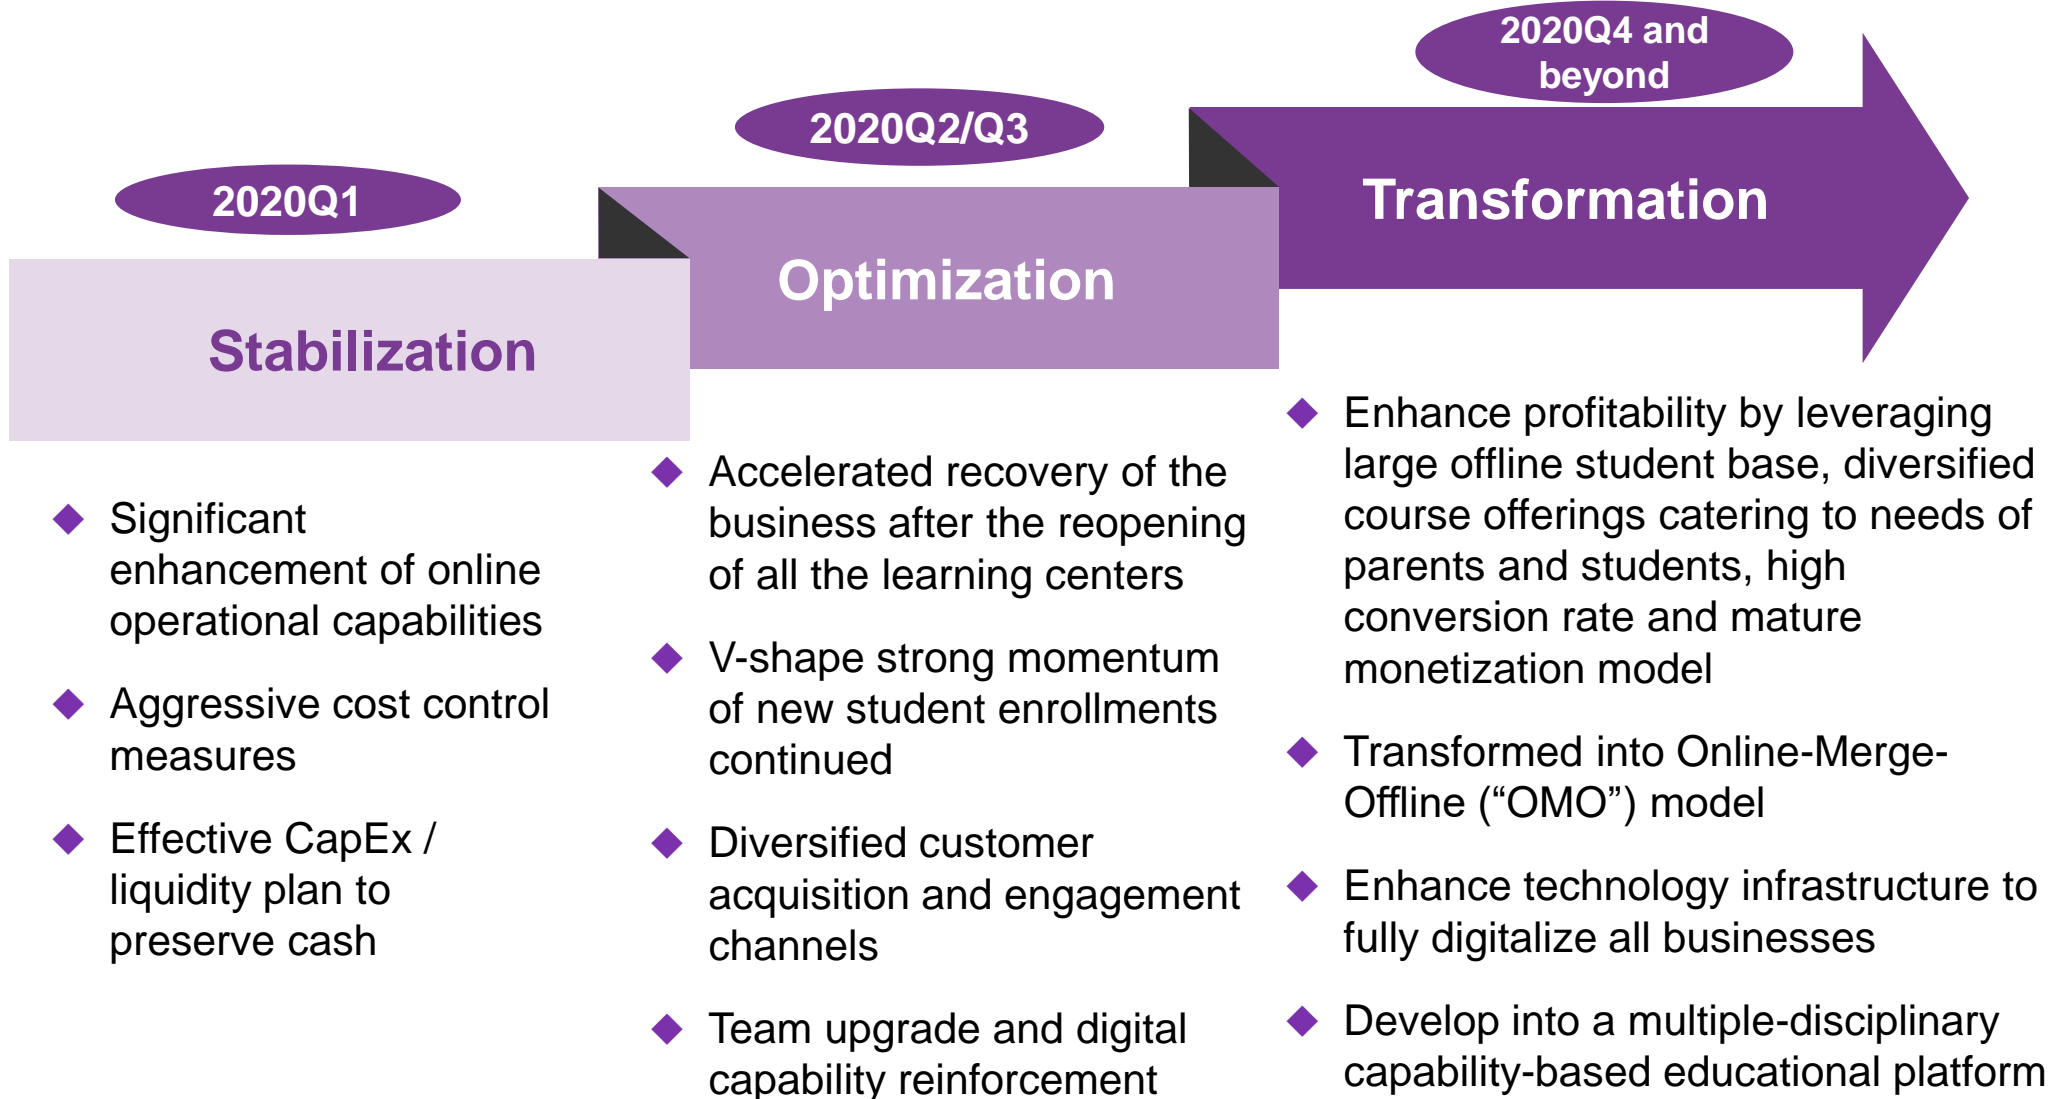 2020Q1
Stabilization
Significant
enhancement of online
operational capabilities
Aggressive cost control
measures
Effective CapEx /
liquidity plan to
preserve cash
2020Q2/Q3
Optimization
Accelerated recovery of the
business after the reopening
of all the learning centers
V-shape strong momentum
of new student enrollments
continued
Diversified customer
acquisition and engagement
channels
Team upgrade and digital
capability reinforcement
2020Q4 and
beyond
Transformation
Enhance profitability by leveraging
large offline student base, diversified
course offerings catering to needs of
parents and students, high
conversion rate and mature
monetization model
Transformed into Online-Merge-
Offline (“OMO”) model
Enhance technology infrastructure to
fully digitalize all businesses
Develop into a multiple-disciplinary
capability-based educational platform